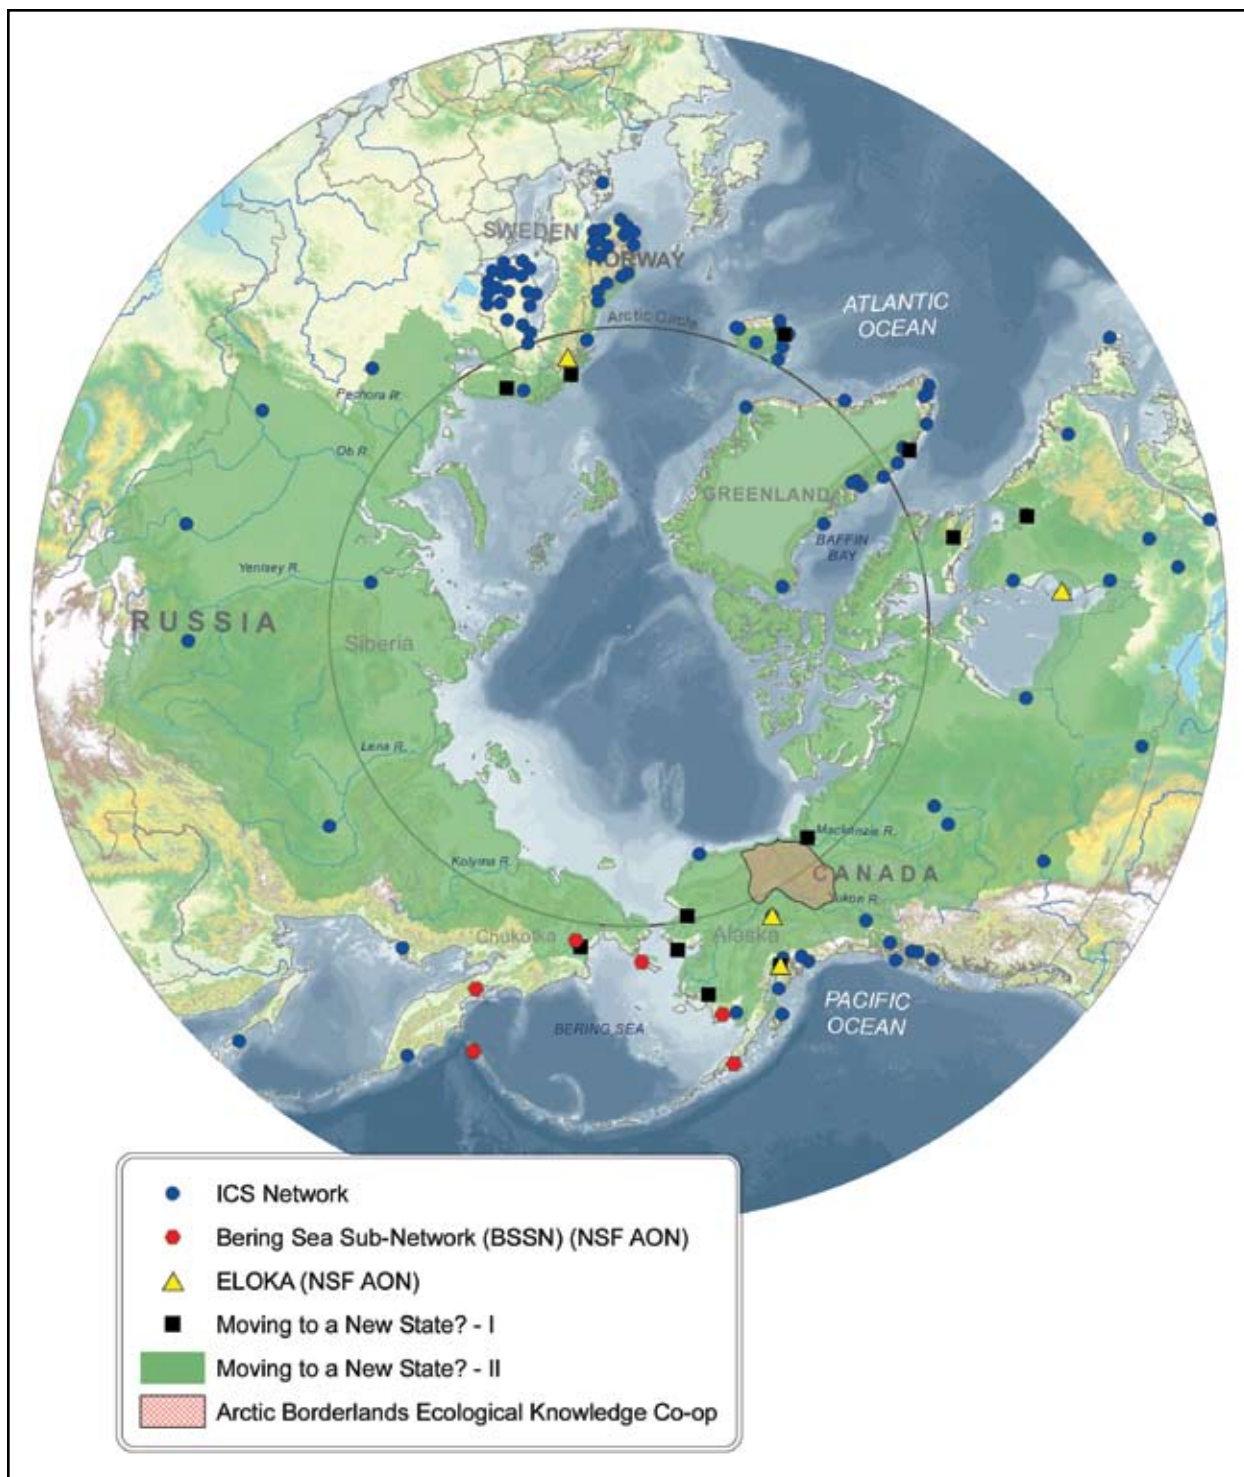 SWEDEN
NORWAY
Arctic Circle
ATLANTIC
OCEAN
Pechora R.
Ob R.
GREENLAND
BAFFIN
BAY
Yenisey R.
RUSSIA
Siberia
Lena R.
Mackenzie R.
Kolyma R.
CANADA
Yukon R.
Chukotka
Alaska
PACIFIC
OCEAN
BERING SEA
ICS Network
Bering Sea Sub-Network (BSSN) (NSF AON)
ELOKA (NSF AON)
Moving to a New State? - I
Moving to a New State? - II
Arctic Borderlands Ecological Knowledge Co-op